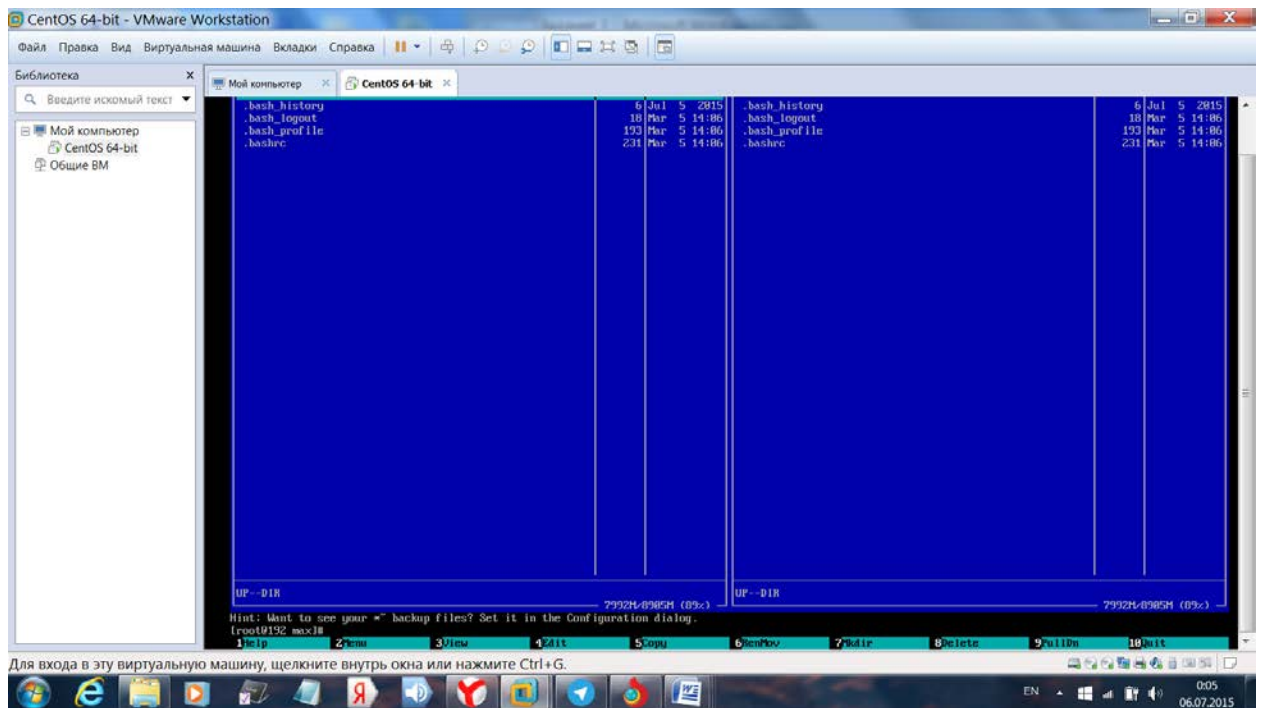 CentOS 64-bit - VMware Workstation
Файл Правка Вид Виртуальная машина Вкладки Справка
Библиотека x
Введите искомый текст
Мой компьютер
CentOS 64-bit
Общие ВМ
Мой компьютер × CentOS 64-bit ×
.bash_history 6 Jul 5 2015 .bash_history 6 Jul 5 2015
.bash_logout 18 Mar 5 14:06 .bash_logout 18 Mar 5 14:06
.bash_profile 193 Mar 5 14:06 .bash_profile 193 Mar 5 14:06
.bashrc 231 Mar 5 14:06 .bashrc 231 Mar 5 14:06
UP--DIR UP--DIR
7992M/8905M (89%) 7992M/8905M (89%)
Hint: Want to see your *~ backup files? Set it in the Configuration dialog.
[root@192 max]#
1Help 2Menu 3View 4Edit 5Copy 6RenMov 7Mkdir 8Delete 9PullDn 10Quit
Для входа в эту виртуальную машину, щелкните внутрь окна или нажмите Ctrl+G.
EN 0:05
06.07.2015